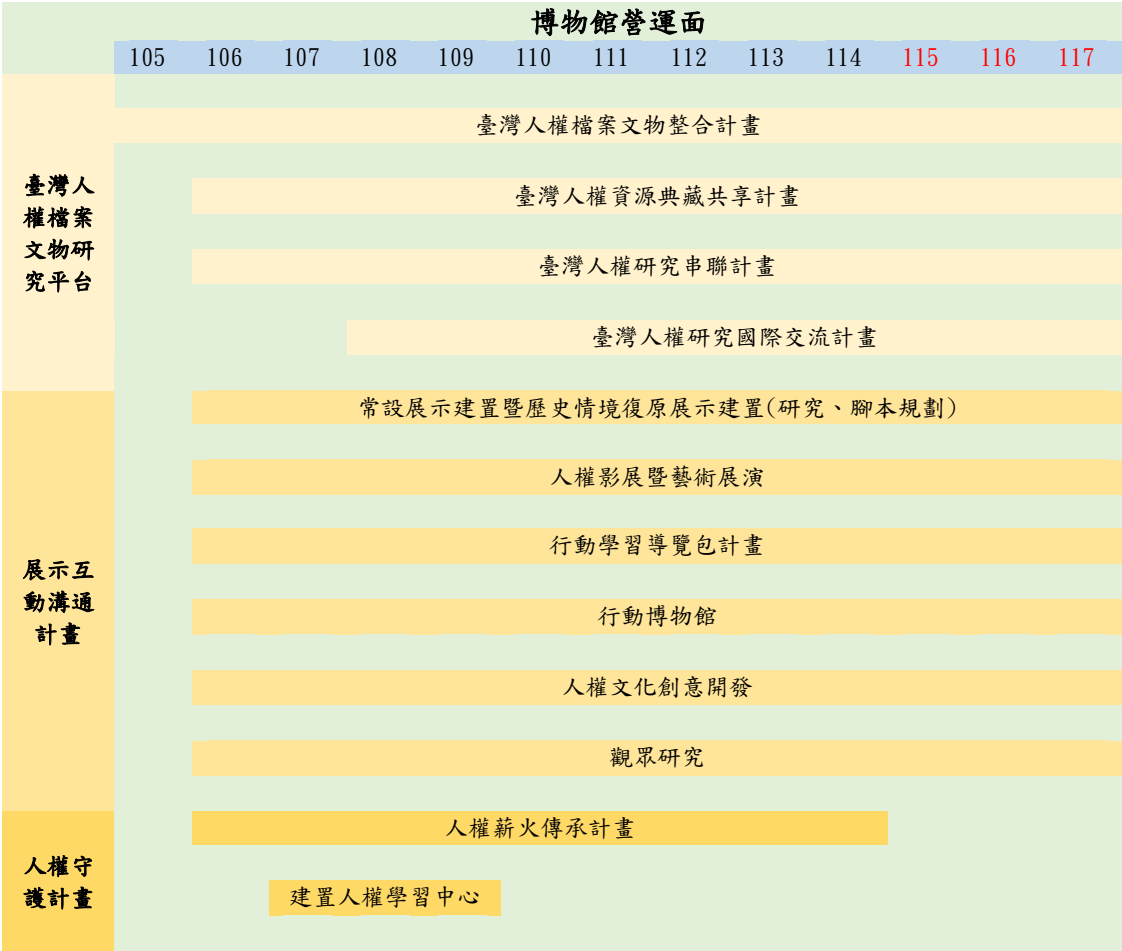 博物館營運面
105 106 107 108 109 110 111 112 113 114 115 116 117
臺灣人
權檔案
文物研
究平台
臺灣人權檔案文物整合計畫
臺灣人權資源典藏共享計畫
臺灣人權研究串聯計畫
臺灣人權研究國際交流計畫
展示互
動溝通
計畫
常設展示建置暨歷史情境復原展示建置(研究、腳本規劃)
人權影展暨藝術展演
行動學習導覽包計畫
行動博物館
人權文化創意開發
觀眾研究
人權守
護計畫
人權薪火傳承計畫
建置人權學習中心